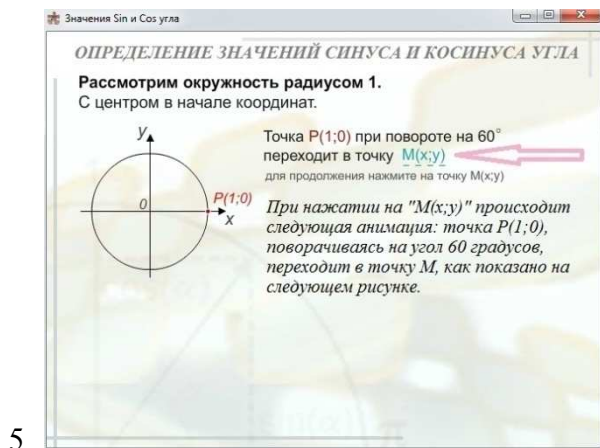 Значения Sin и Cos угла
ОПРЕДЕЛЕНИЕ ЗНАЧЕНИЙ СИНУСА И КОСИНУСА УГЛА
Рассмотрим окружность радиусом 1.
С центром в начале координат.
y
0
P(1;0)
x
Точка P(1;0) при повороте на 60°
переходит в точку M(x;y)
для продолжения нажмите на точку M(x;y)
При нажатии на "M(x;y)" происходит
следующая анимация: точка P(1;0),
поворачиваясь на угол 60 градусов,
переходит в точку M, как показано на
следующем рисунке.
5